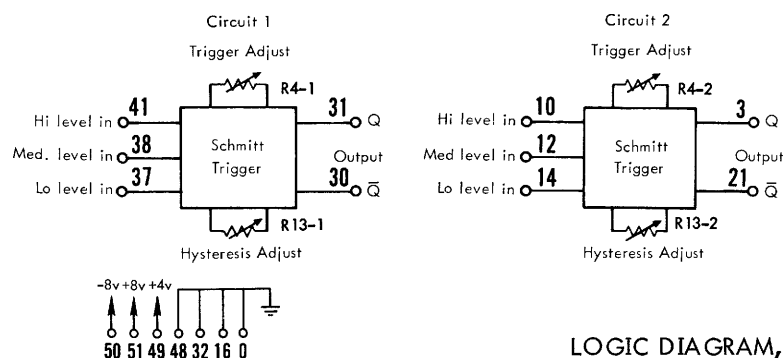 Circuit 1
Trigger Adjust
R4-1
41
31
Hi level in
Q
38
Med. level in
Schmitt
Trigger
Output
37
30
Lo level in
Q̅
R13-1
Hysteresis Adjust
Circuit 2
Trigger Adjust
R4-2
10
3
Hi level in
Q
12
Med level in
Schmitt
Trigger
Output
14
21
Lo level in
Q̅
R13-2
Hysteresis Adjust
-8v +8v +4v
50 51 49 48 32 16 0
LOGIC DIAGRAM,